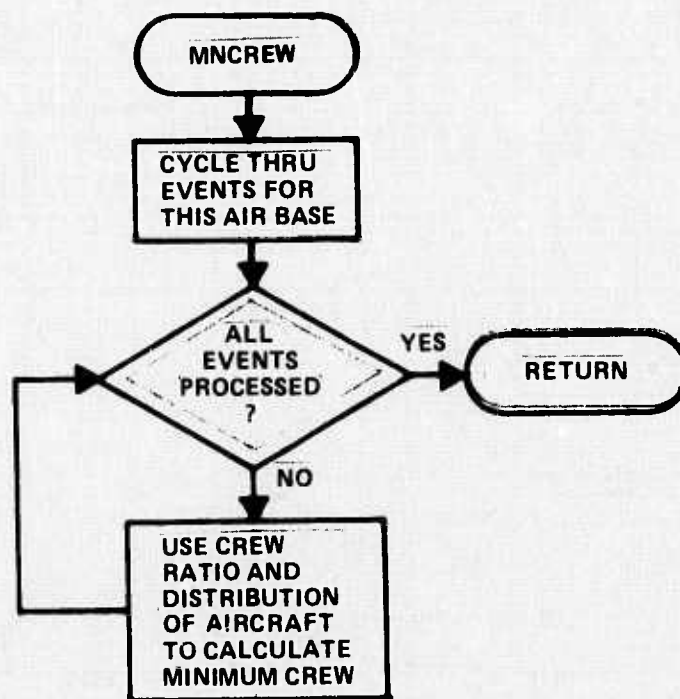 MNCREW
CYCLE THRU
EVENTS FOR
THIS AIR BASE
ALL
EVENTS
PROCESSED
?
YES
RETURN
NO
USE CREW
RATIO AND
DISTRIBUTION
OF AIRCRAFT
TO CALCULATE
MINIMUM CREW